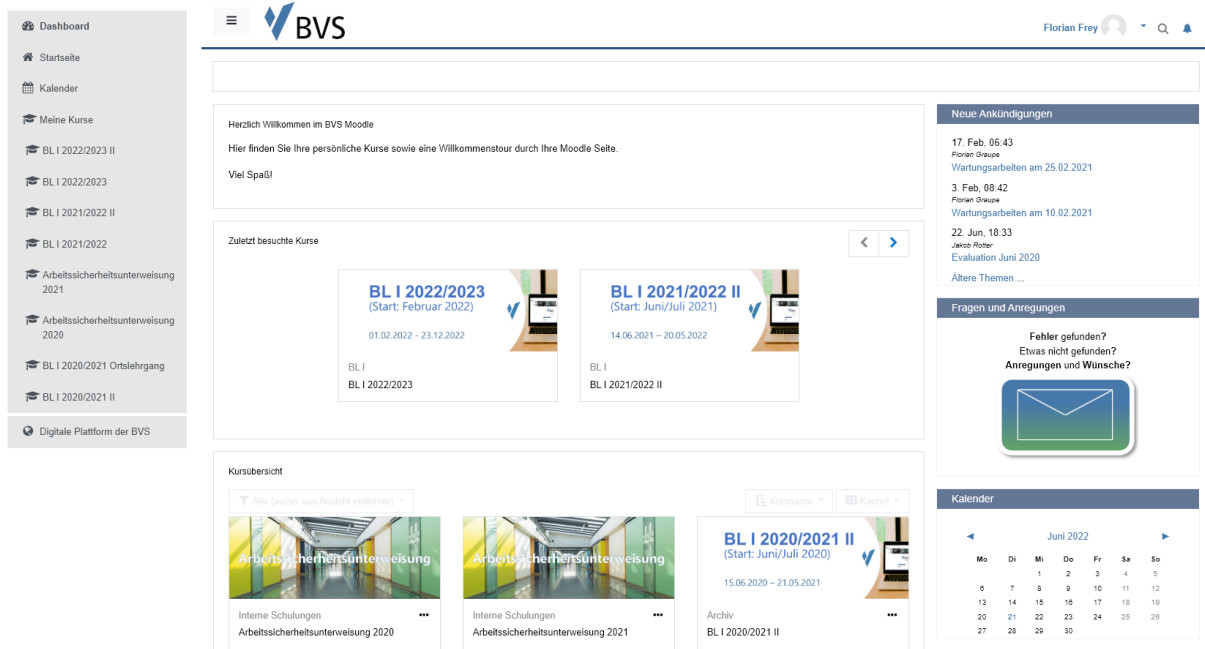 Dashboard
Startseite
Kalender
Meine Kurse
BL I 2022/2023 II
BL I 2022/2023
BL I 2021/2022 II
BL I 2021/2022
Arbeitssicherheitsunterweisung
2021
Arbeitssicherheitsunterweisung
2020
BL I 2020/2021 Ortslehrgang
BL I 2020/2021 II
Digitale Plattform der BVS
BVS
Florian Frey
Herzlich Willkommen im BVS Moodle
Hier finden Sie Ihre persönliche Kurse sowie eine Willkommenstour durch Ihre Moodle Seite.
Viel Spaß!
Zuletzt besuchte Kurse
BL I 2022/2023
(Start: Februar 2022)
01.02.2022 - 23.12.2022
BL I
BL I 2022/2023
BL I 2021/2022 II
(Start: Juni/Juli 2021)
14.06.2021 – 20.05.2022
BL I
BL I 2021/2022 II
Kursübersicht
Alle (außer aus Ansicht entfernte)
Kursname
Kachel
Arbeitssicherheitsunterweisung
Interne Schulungen
Arbeitssicherheitsunterweisung 2020
Arbeitssicherheitsunterweisung
Interne Schulungen
Arbeitssicherheitsunterweisung 2021
BL I 2020/2021 II
(Start: Juni/Juli 2020)
15.06.2020 – 21.05.2021
Archiv
BL I 2020/2021 II
Neue Ankündigungen
17. Feb, 06:43
Florian Graupe
Wartungsarbeiten am 25.02.2021
3. Feb, 08:42
Florian Graupe
Wartungsarbeiten am 10.02.2021
22. Jun, 18:33
Jakob Rotter
Evaluation Juni 2020
Ältere Themen ...
Fragen und Anregungen
Fehler gefunden?
Etwas nicht gefunden?
Anregungen und Wünsche?
Kalender
Juni 2022
Mo Di Mi Do Fr Sa So
1 2 3 4 5
6 7 8 9 10 11 12
13 14 15 16 17 18 19
20 21 22 23 24 25 26
27 28 29 30